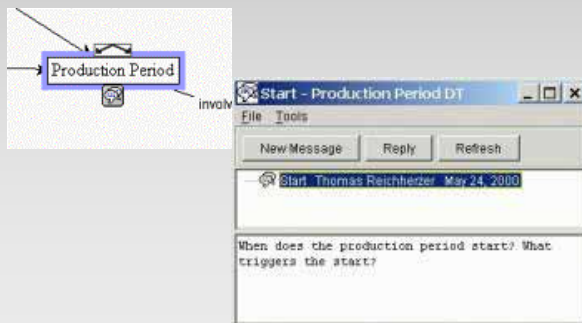 Production Period
involv
Start - Production Period DT
File Tools
New Message Reply Refresh
Start Thomas Reichherzer May 24, 2000
When does the production period start? What
triggers the start?